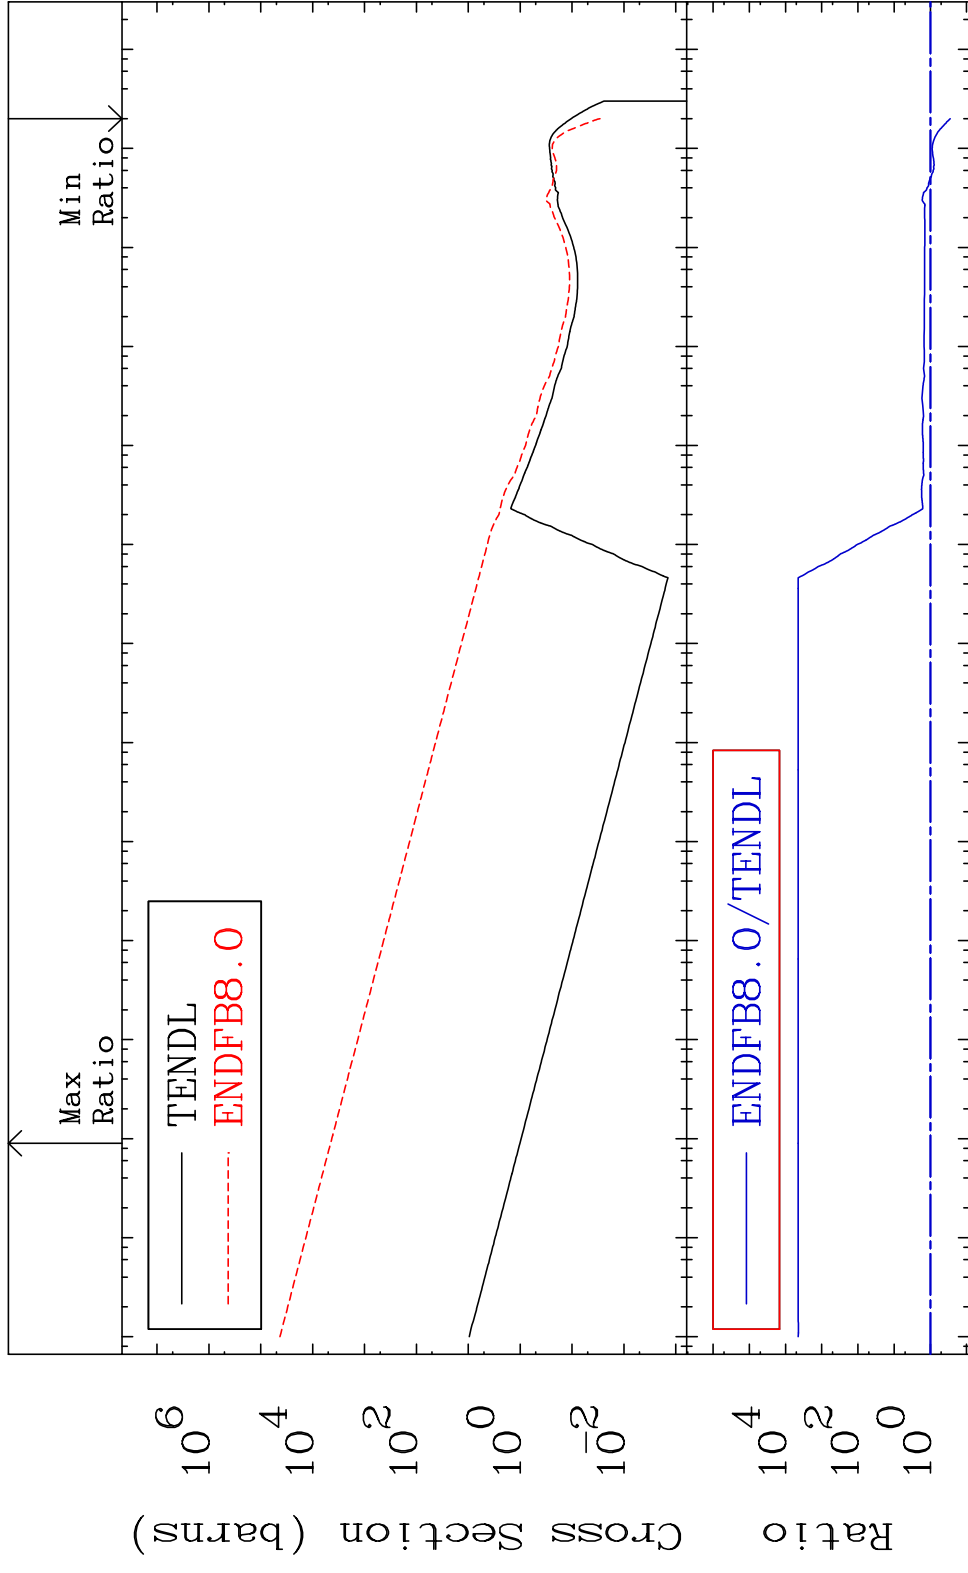 Max
Ratio
Min
Ratio
TENDL
ENDFB8.0
Cross Section (barns)
10^6
10^4
10^2
10^0
10^-2
ENDFB8.0/TENDL
Ratio
10^4
10^2
10^0